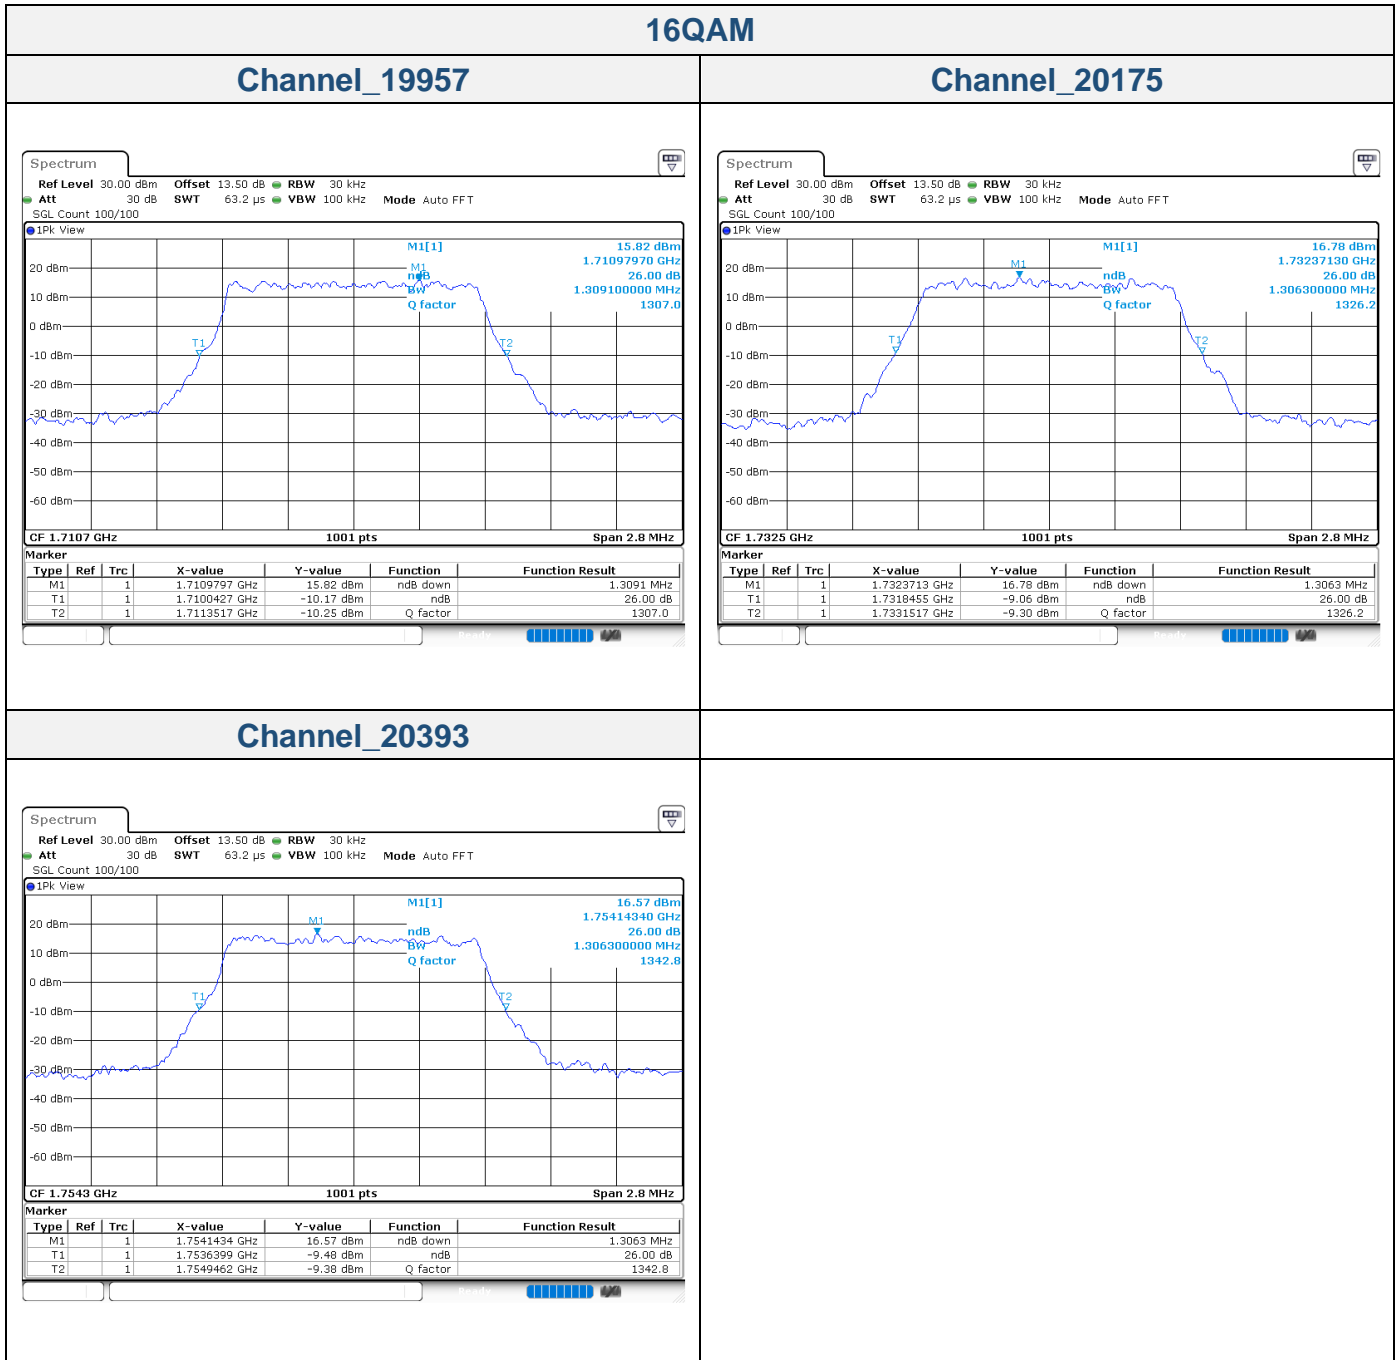 16QAM
Channel_19957
Channel_20175
Spectrum
Ref Level 30.00 dBm Offset 13.50 dB RBW 30 kHz
Att 30 dB SWT 63.2 µs VBW 100 kHz Mode Auto FFT
SGL Count 100/100
1Pk View
M1[1] 15.82 dBm
1.71097970 GHz
ndB 26.00 dB
Bw 1.309100000 MHz
Q factor 1307.0
M1
T1
T2
20 dBm
10 dBm
0 dBm
-10 dBm
-20 dBm
-30 dBm
-40 dBm
-50 dBm
-60 dBm
CF 1.7107 GHz 1001 pts Span 2.8 MHz
Marker
Type Ref Trc X-value Y-value Function Function Result
M1 1 1.7109797 GHz 15.82 dBm ndB down 1.3091 MHz
T1 1 1.7100427 GHz -10.17 dBm ndB 26.00 dB
T2 1 1.7113517 GHz -10.25 dBm Q factor 1307.0
Ready
Spectrum
Ref Level 30.00 dBm Offset 13.50 dB RBW 30 kHz
Att 30 dB SWT 63.2 µs VBW 100 kHz Mode Auto FFT
SGL Count 100/100
1Pk View
M1[1] 16.78 dBm
1.73237130 GHz
ndB 26.00 dB
Bw 1.306300000 MHz
Q factor 1326.2
M1
T1
T2
20 dBm
10 dBm
0 dBm
-10 dBm
-20 dBm
-30 dBm
-40 dBm
-50 dBm
-60 dBm
CF 1.7325 GHz 1001 pts Span 2.8 MHz
Marker
Type Ref Trc X-value Y-value Function Function Result
M1 1 1.7323713 GHz 16.78 dBm ndB down 1.3063 MHz
T1 1 1.7318455 GHz -9.06 dBm ndB 26.00 dB
T2 1 1.7331517 GHz -9.30 dBm Q factor 1326.2
Ready
Channel_20393
Spectrum
Ref Level 30.00 dBm Offset 13.50 dB RBW 30 kHz
Att 30 dB SWT 63.2 µs VBW 100 kHz Mode Auto FFT
SGL Count 100/100
1Pk View
M1[1] 16.57 dBm
1.75414340 GHz
ndB 26.00 dB
Bw 1.306300000 MHz
Q factor 1342.8
M1
T1
T2
20 dBm
10 dBm
0 dBm
-10 dBm
-20 dBm
-30 dBm
-40 dBm
-50 dBm
-60 dBm
CF 1.7543 GHz 1001 pts Span 2.8 MHz
Marker
Type Ref Trc X-value Y-value Function Function Result
M1 1 1.7541434 GHz 16.57 dBm ndB down 1.3063 MHz
T1 1 1.7536399 GHz -9.48 dBm ndB 26.00 dB
T2 1 1.7549462 GHz -9.38 dBm Q factor 1342.8
Ready